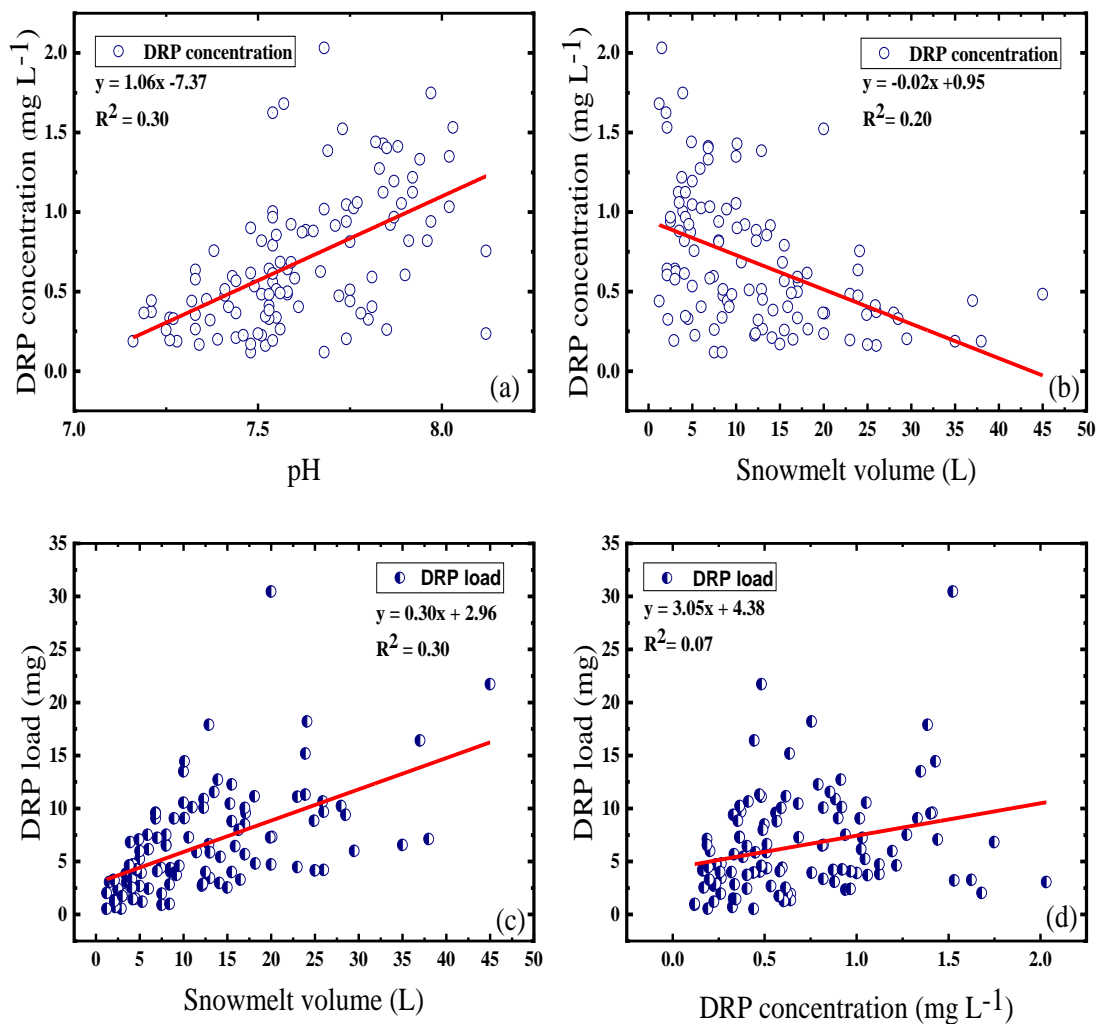 DRP concentration
y = 1.06x -7.37
R2 = 0.30
DRP concentration (mg L-1)
2.0
1.5
1.0
0.5
0.0
(a)
7.0 7.5 8.0
pH
DRP concentration
y = -0.02x +0.95
R2 = 0.20
DRP concentration (mg L-1)
2.0
1.5
1.0
0.5
0.0
(b)
0 5 10 15 20 25 30 35 40 45 50
Snowmelt volume (L)
DRP load
y = 0.30x + 2.96
R2 = 0.30
DRP load (mg)
35
30
25
20
15
10
5
0
(c)
0 5 10 15 20 25 30 35 40 45 50
Snowmelt volume (L)
DRP load
y = 3.05x + 4.38
R2 = 0.07
DRP load (mg)
35
30
25
20
15
10
5
0
(d)
0.0 0.5 1.0 1.5 2.0
DRP concentration (mg L-1)